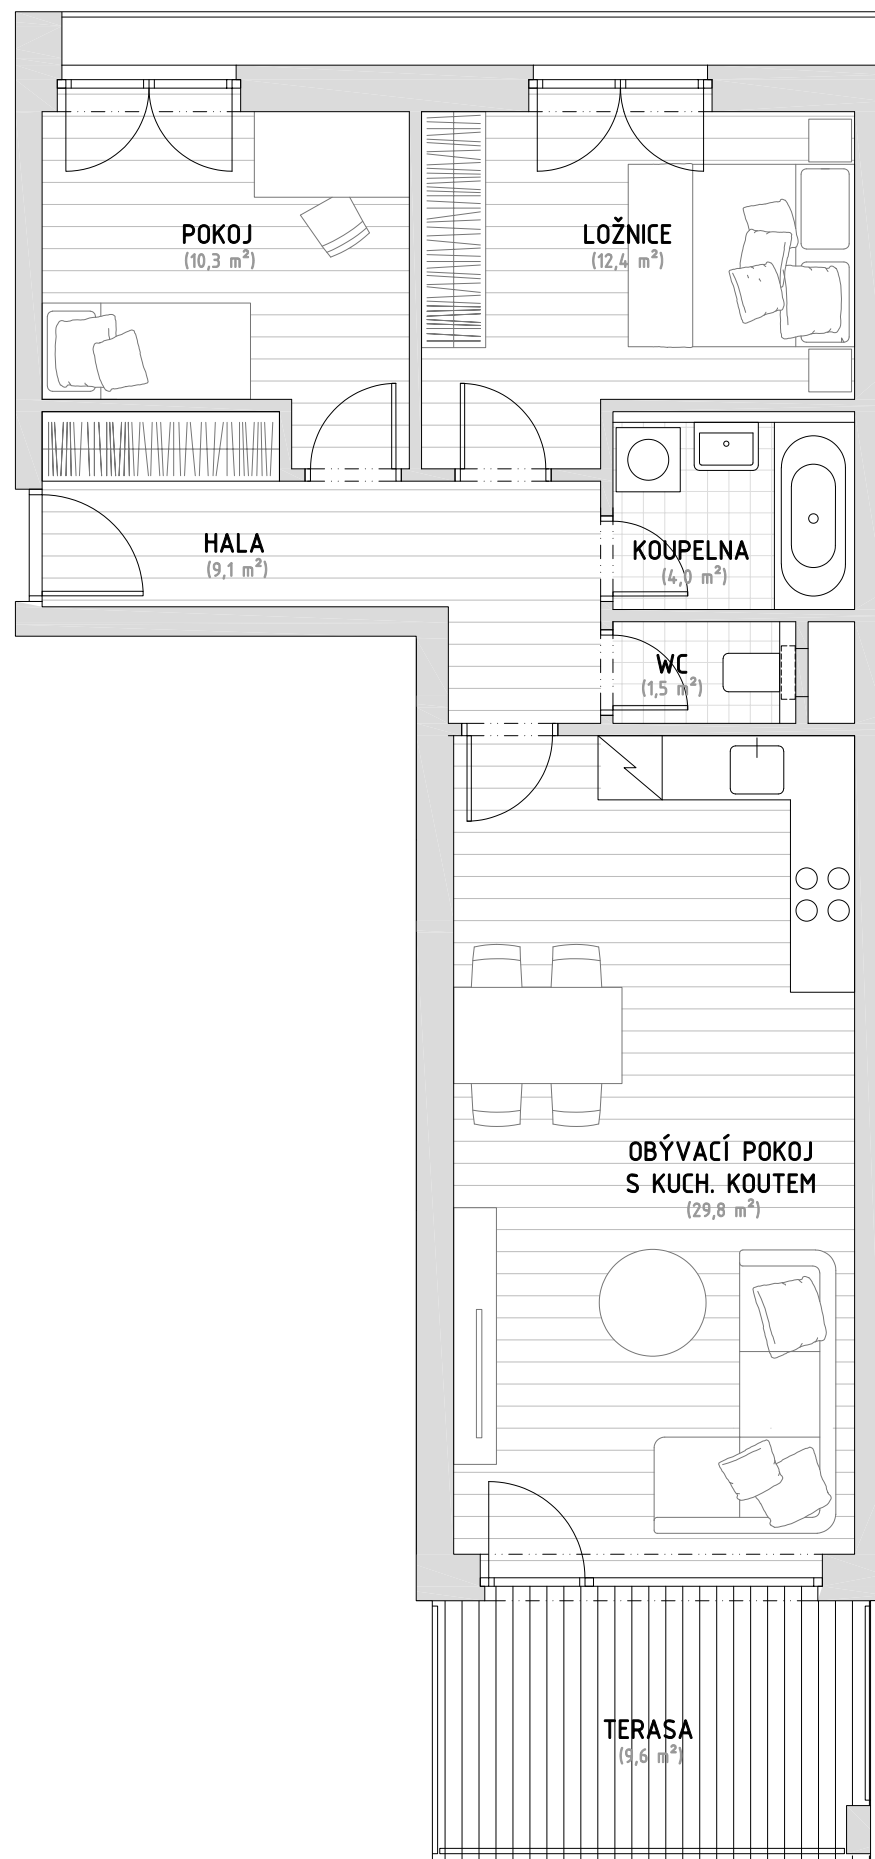 POKOJ
(10,3 m²)
LOŽNICE
(12,4 m²)
HALA
(9,1 m²)
KOUPELNA
(4,0 m²)
WC
(1,5 m²)
OBÝVACÍ POKOJ
S KUCH. KOUTEM
(29,8 m²)
TERASA
(9,6 m²)